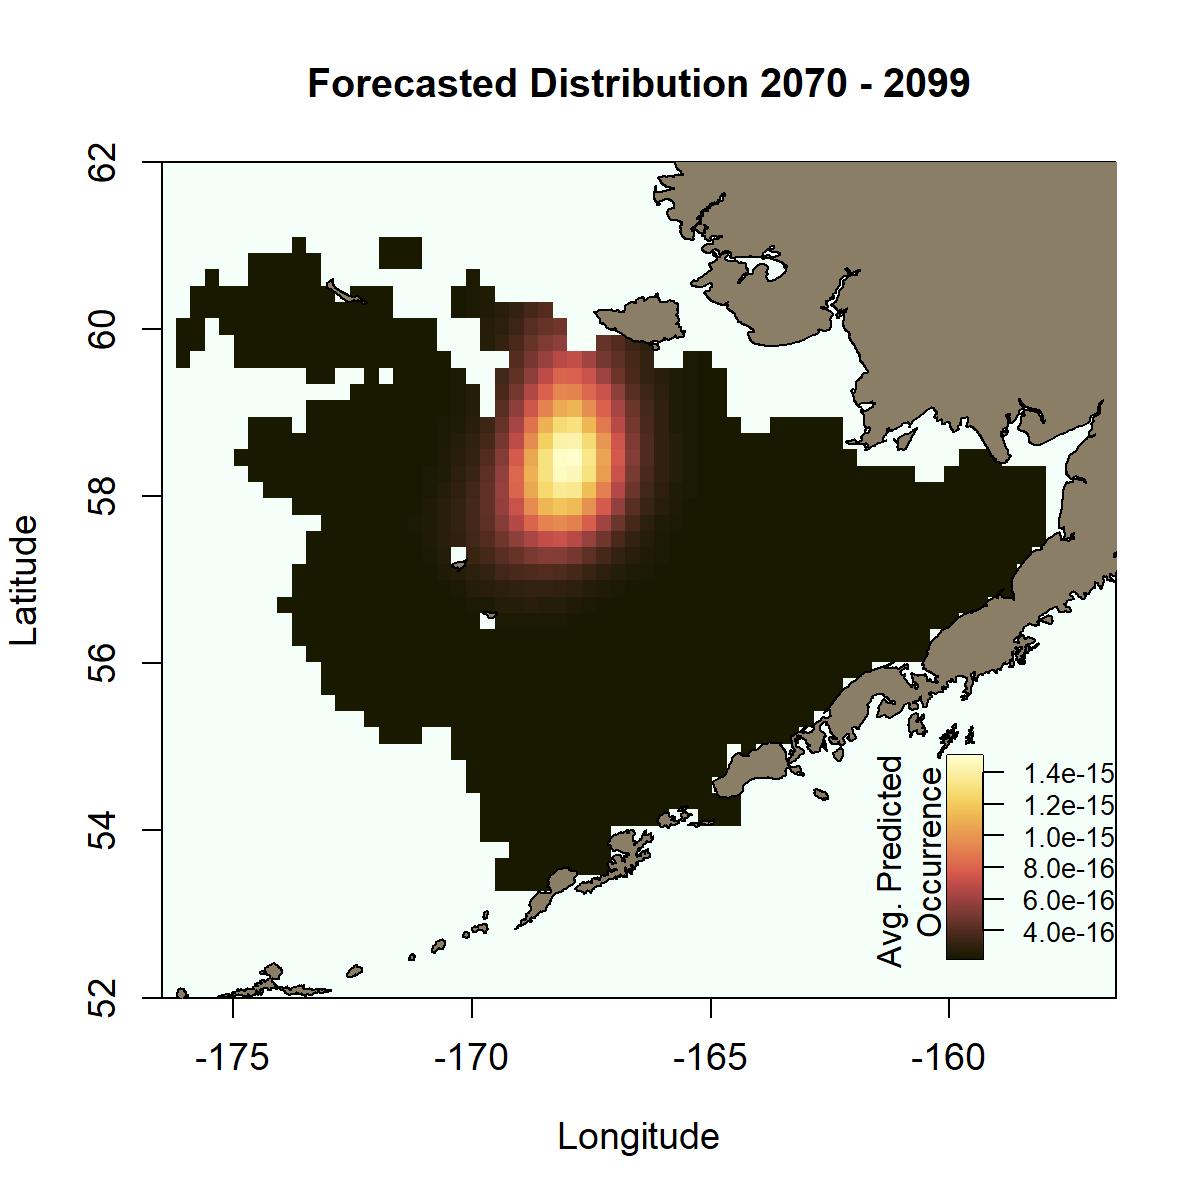 Forecasted Distribution 2070 - 2099
62
60
58
56
54
52
Latitude
-175
-170
-165
-160
Longitude
Avg. Predicted
Occurrence
1.4e-15
1.2e-15
1.0e-15
8.0e-16
6.0e-16
4.0e-16